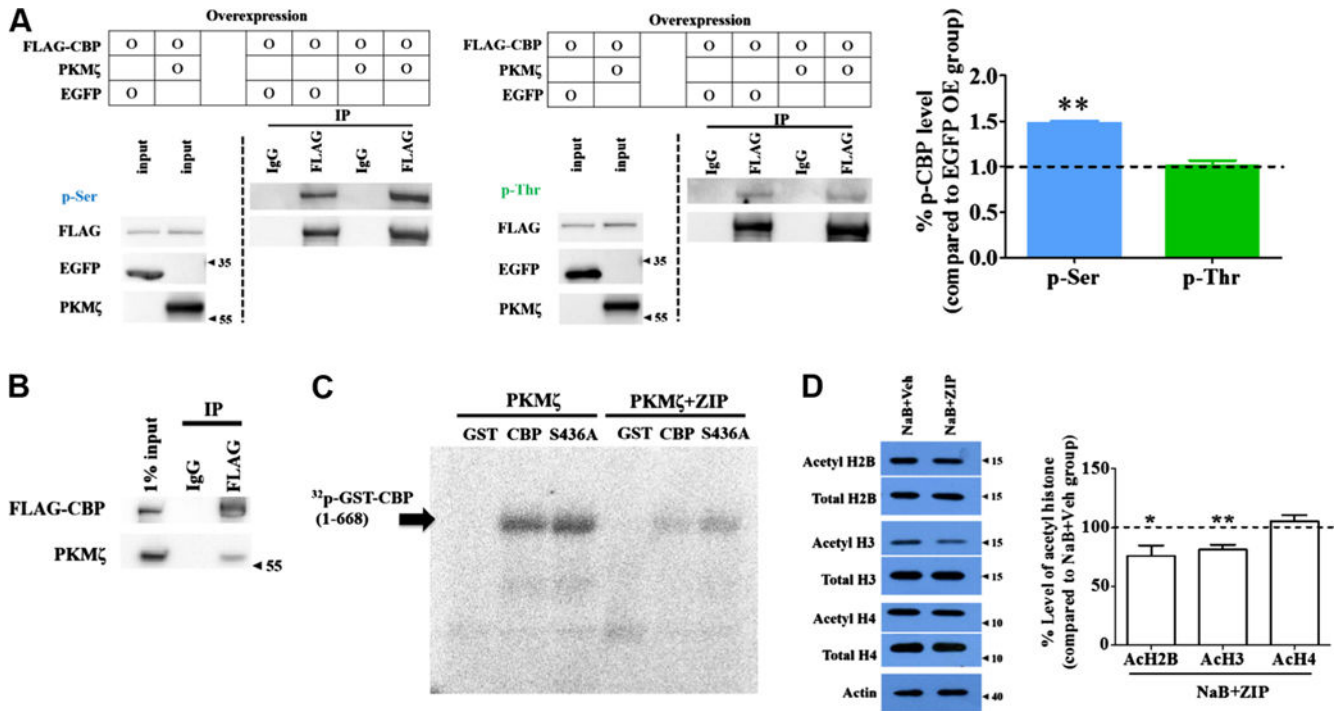 A
Overexpression
FLAG-CBP O O O O O O
PKMζ O O O
EGFP O O O
IP
input input IgG FLAG IgG FLAG
p-Ser
FLAG
EGFP
◄ 35
PKMζ
◄ 55
Overexpression
FLAG-CBP O O O O O O
PKMζ O O O
EGFP O O O
IP
input input IgG FLAG IgG FLAG
p-Thr
FLAG
EGFP
◄ 35
PKMζ
◄ 55
% p-CBP level
(compared to EGFP OE group)
2.0
1.5
1.0
0.5
0.0
**
p-Ser p-Thr
B
IP
1% input IgG FLAG
FLAG-CBP
PKMζ
◄ 55
C
PKMζ PKMζ+ZIP
GST CBP S436A GST CBP S436A
³²p-GST-CBP
(1-668)
D
NaB+Veh NaB+ZIP
Acetyl H2B ◄ 15
Total H2B ◄ 15
Acetyl H3 ◄ 15
Total H3 ◄ 15
Acetyl H4 ◄ 10
Total H4 ◄ 10
Actin ◄ 40
% Level of acetyl histone
(compared to NaB+Veh group)
150
100
50
0
* **
AcH2B AcH3 AcH4
NaB+ZIP